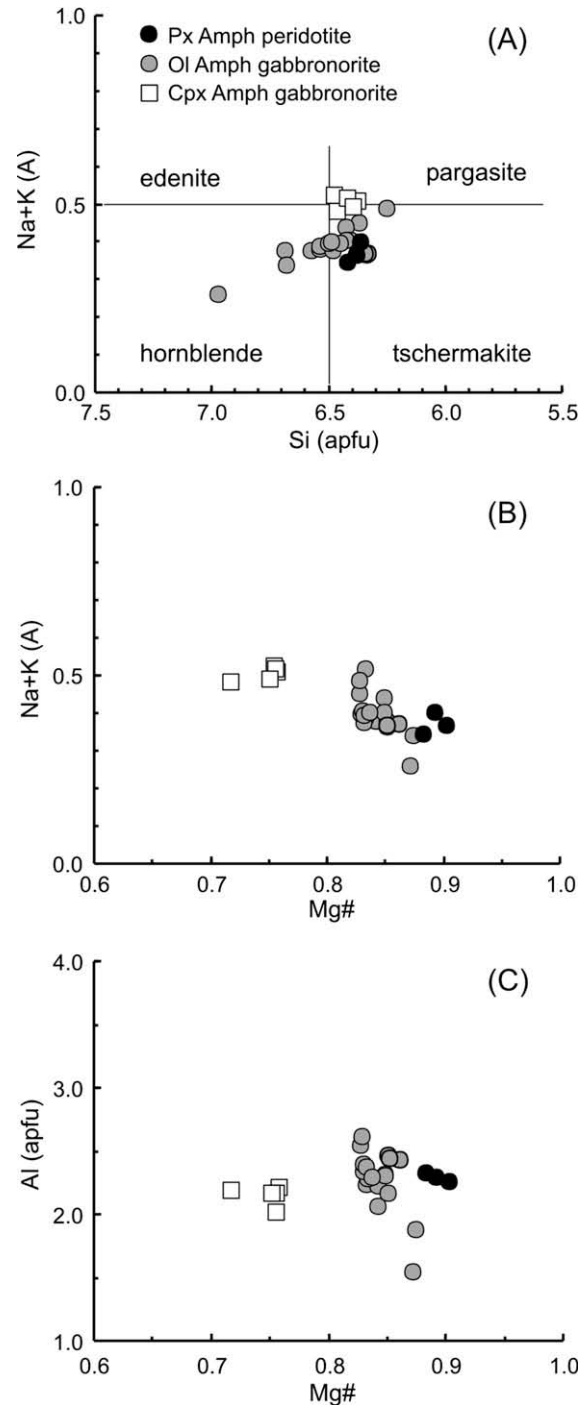 1.0
(A)
Px Amph peridotite
Ol Amph gabbronorite
Cpx Amph gabbronorite
Na+K (A)
edenite
pargasite
0.5
hornblende
tschermakite
0.0
7.5 7.0 6.5 6.0 5.5
Si (apfu)
1.0
(B)
Na+K (A)
0.5
0.0
0.6 0.7 0.8 0.9 1.0
Mg#
4.0
(C)
3.0
Al (apfu)
2.0
1.0
0.6 0.7 0.8 0.9 1.0
Mg#